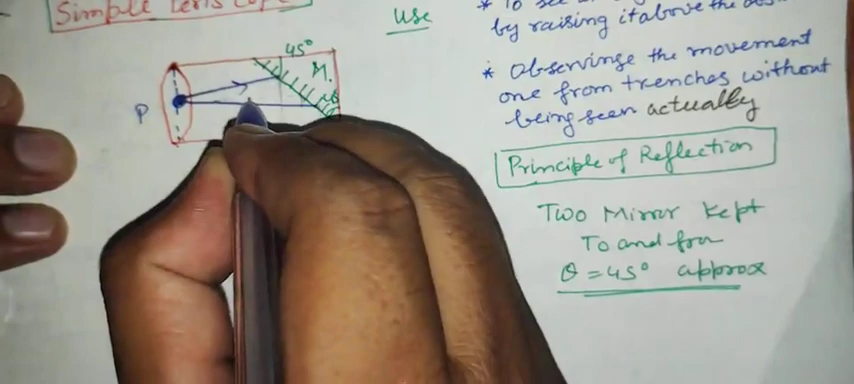 Simple
Use
by raising it above the
* Observinge the movement
one from trenches without
being seen actually
Principle of Reflection
Two Mirror Kept
To and fro
θ = 45° approx
45°
M.
P